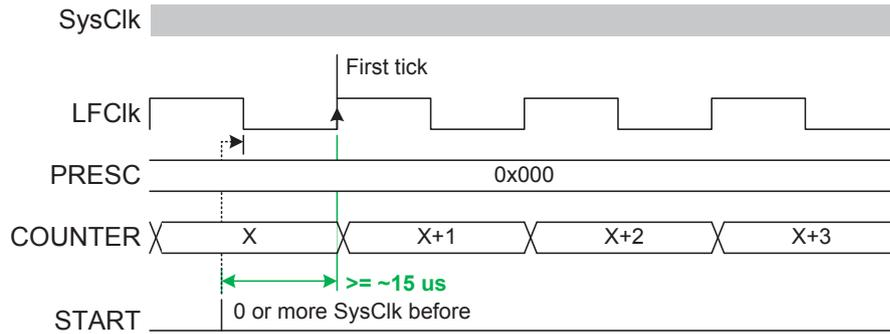 SysClk
First tick
LFClk
PRESC 0x000
COUNTER X X+1 X+2 X+3
>= ~15 us
0 or more SysClk before
START